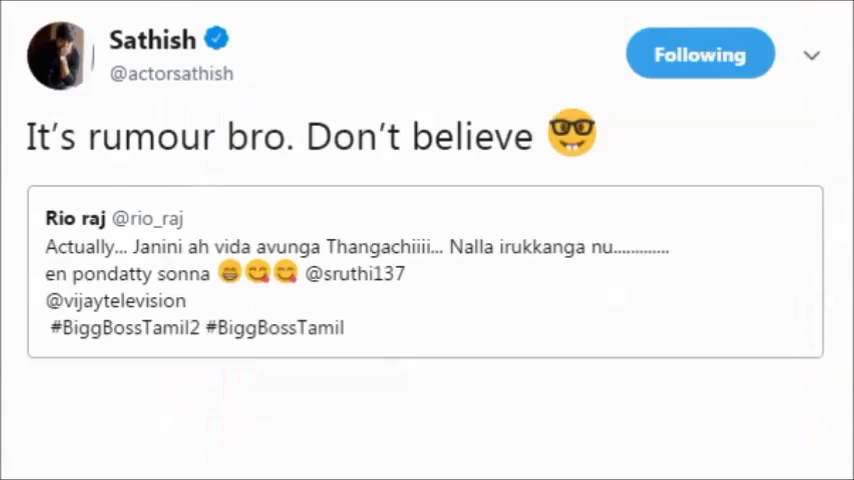 Sathish
@actorsathish
Following
It's rumour bro. Don't believe 🤓
Rio raj @rio_raj
Actually... Janini ah vida avunga Thangachiiii... Nalla irukkanga nu.............
en pondatty sonna 😁😋😋 @sruthi137
@vijaytelevision
#BiggBossTamil2 #BiggBossTamil